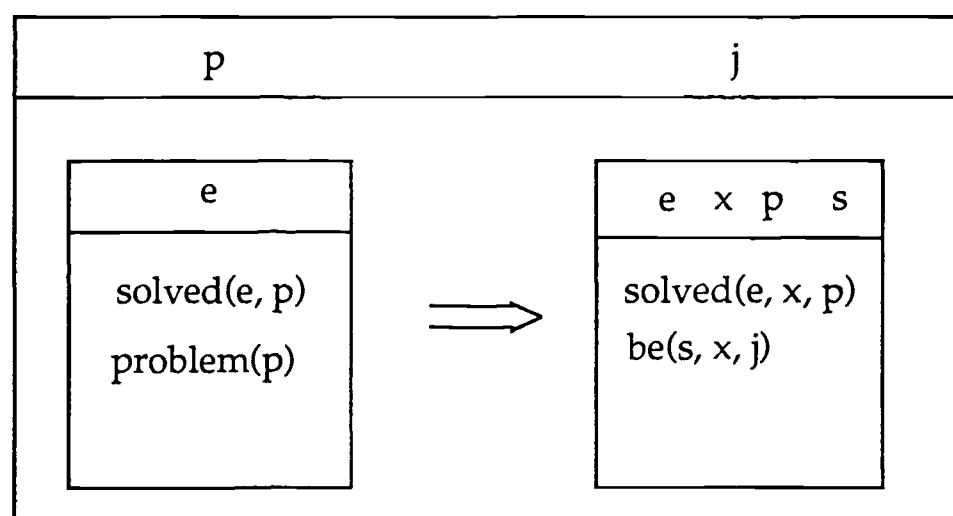 p j
e
solved(e, p)
problem(p)
e x p s
solved(e, x, p)
be(s, x, j)